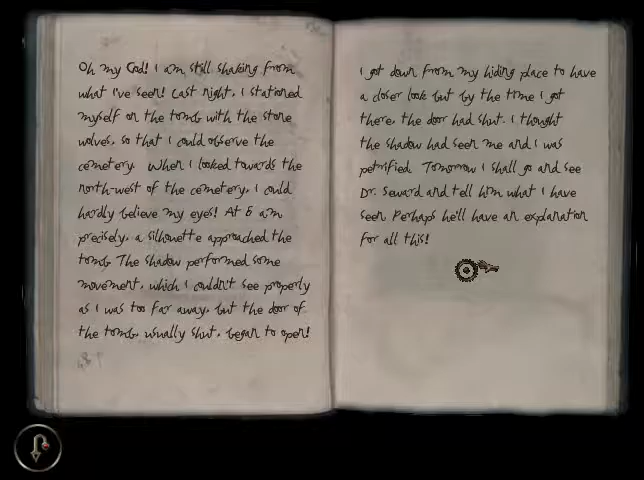 Oh my God! I am still shaking from
what I've seen! Last night, I stationed
myself on the tomb with the stone
wolves, so that I could observe the
cemetery. When I looked towards the
north-west of the cemetery, I could
hardly believe my eyes! At 5 am
precisely, a silhouette approached the
tomb. The shadow performed some
movement, which I couldn't see properly
as I was too far away, but the door of
the tomb, usually shut, began to open!
I got down from my hiding place to have
a closer look but by the time I got
there, the door had shut. I thought
the shadow had seen me and I was
petrified. Tomorrow I shall go and see
Dr. Seward and tell him what I have
seen. Perhaps he'll have an explanation
for all this!